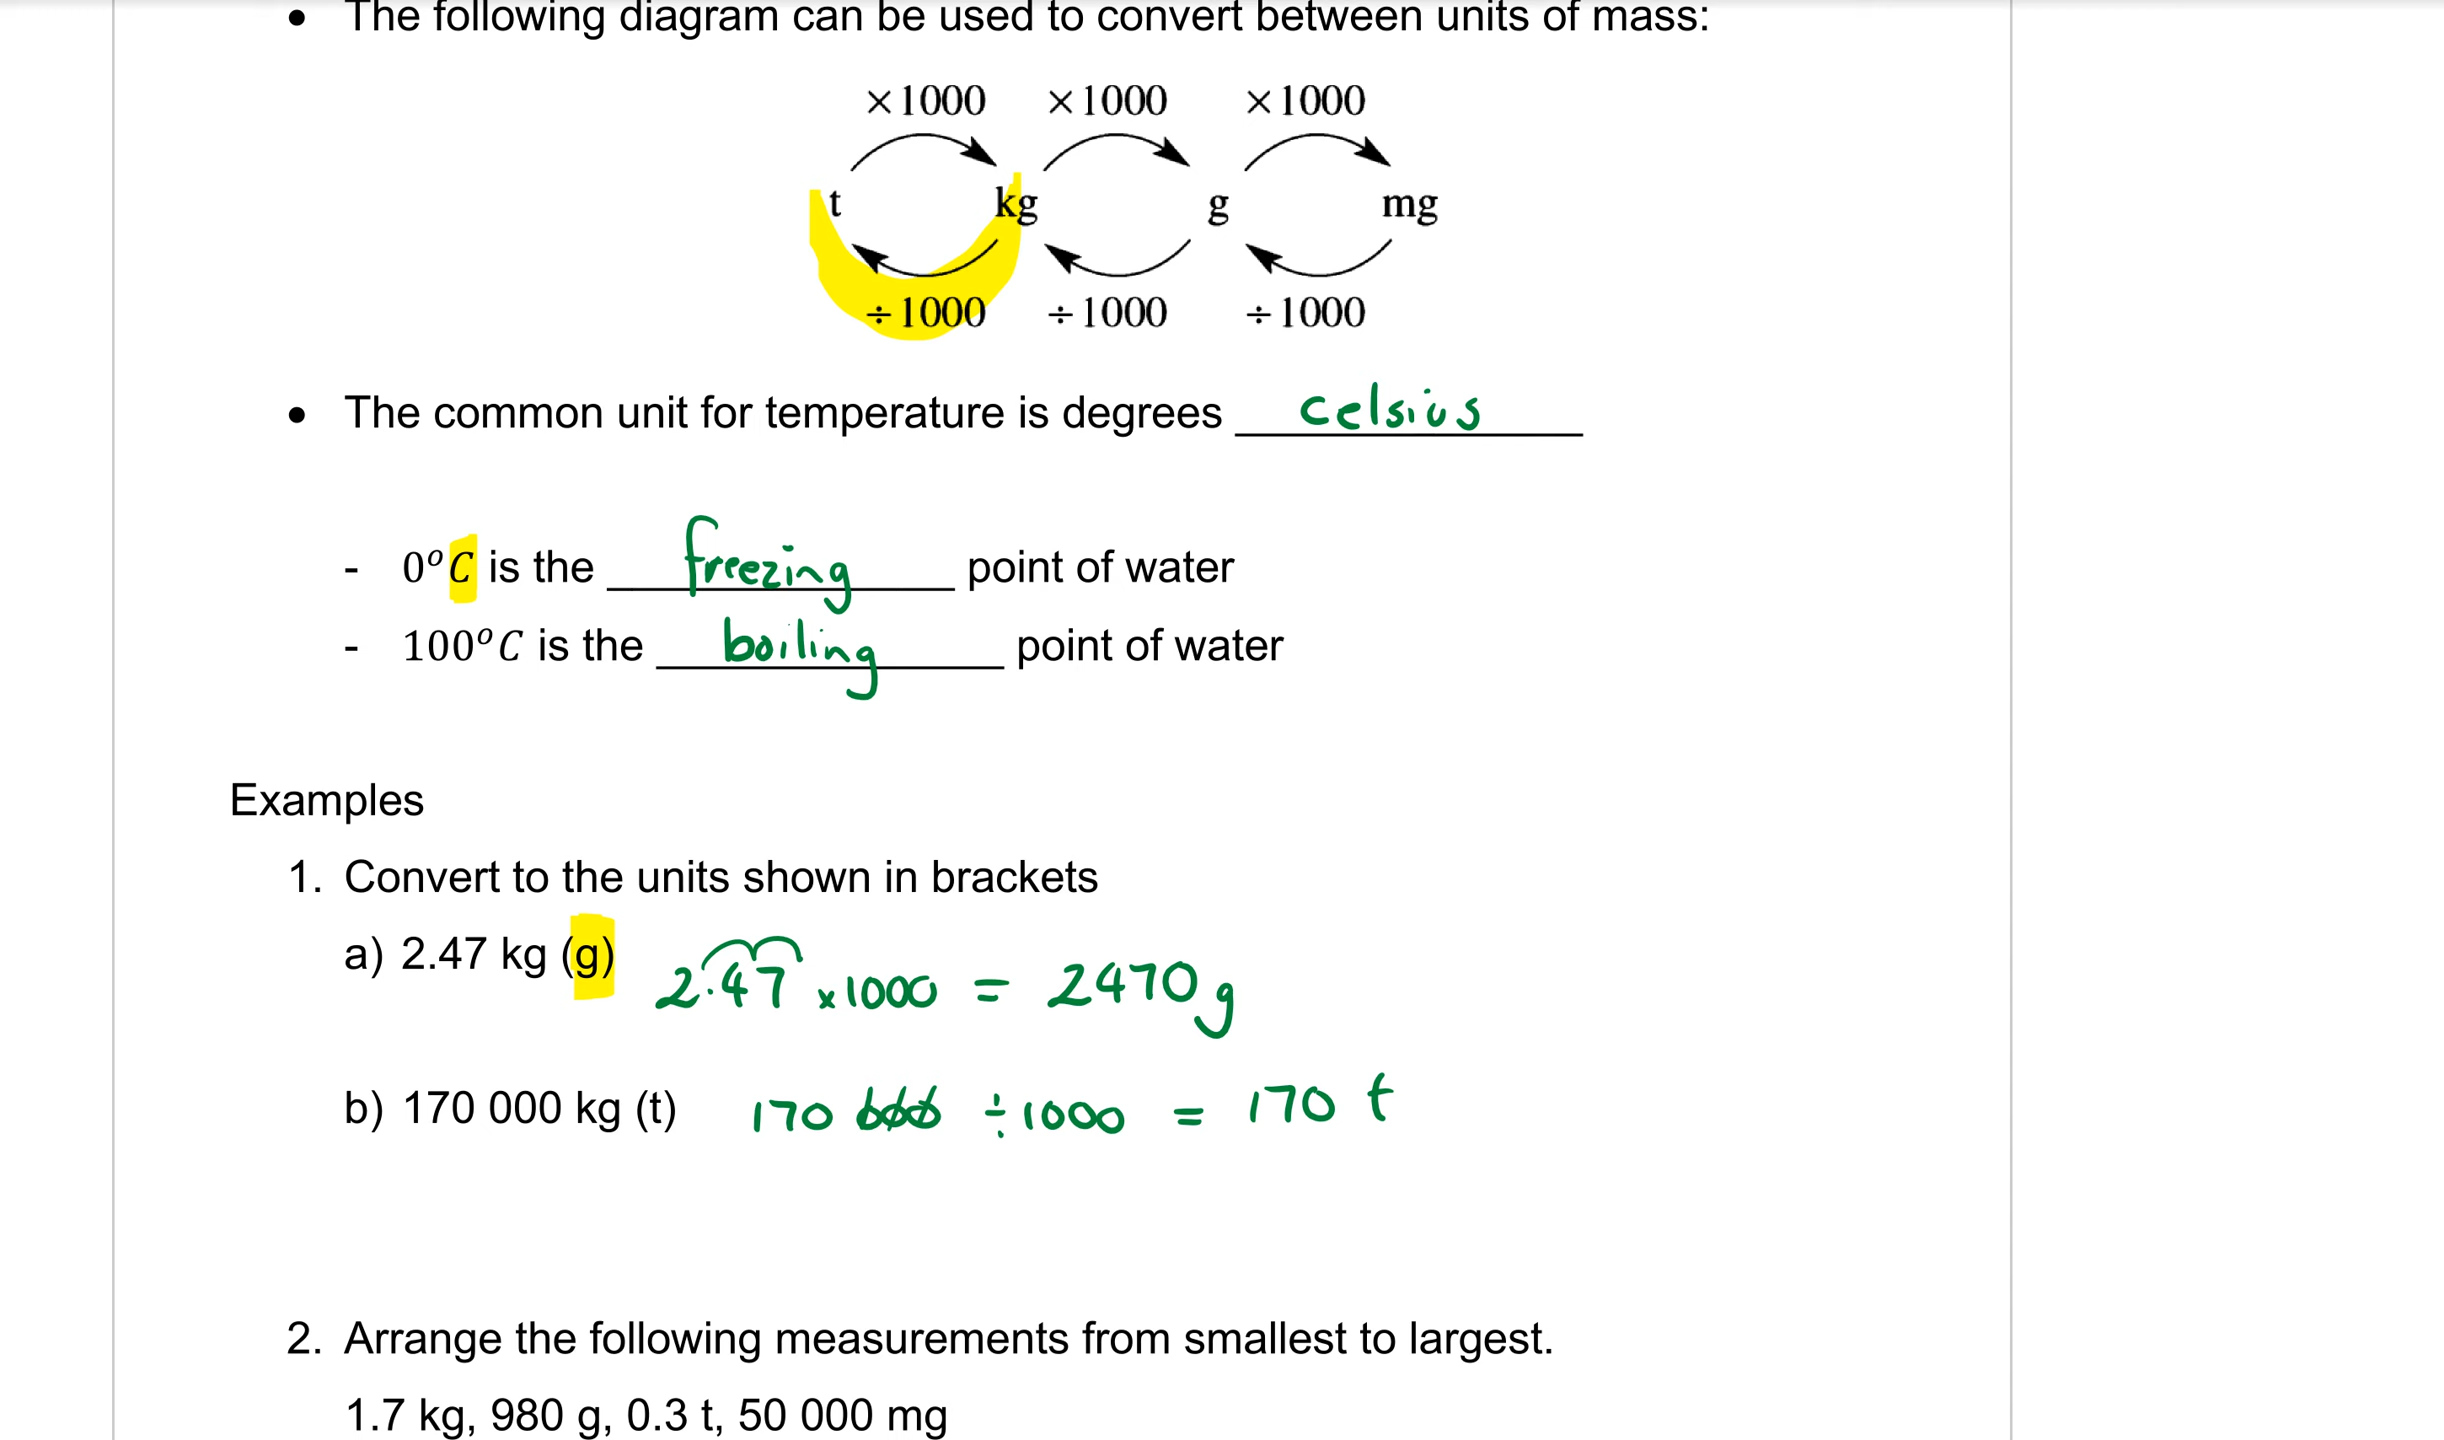 • The following diagram can be used to convert between units of mass:
×1000 ×1000 ×1000
t kg g mg
÷1000 ÷1000 ÷1000
• The common unit for temperature is degrees celsius
- 0°C is the freezing point of water
- 100°C is the boiling point of water
Examples
1. Convert to the units shown in brackets
a) 2.47 kg (g) 2.47 ×1000 = 2470g
b) 170 000 kg (t) 170 000 ÷1000 = 170 t
2. Arrange the following measurements from smallest to largest.
1.7 kg, 980 g, 0.3 t, 50 000 mg